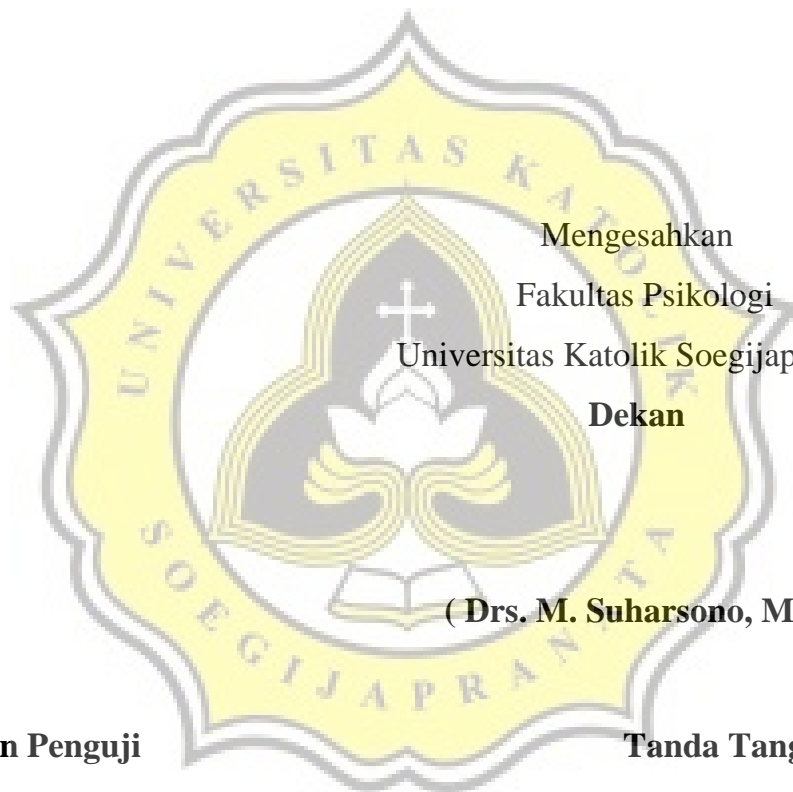 UNIVERSITAS KATOLIK
SOEGIJAPRANATA
Mengesahkan
Fakultas Psikologi
Universitas Katolik Soegijap
Dekan
( Drs. M. Suharsono, M
n Penguji Tanda Tang